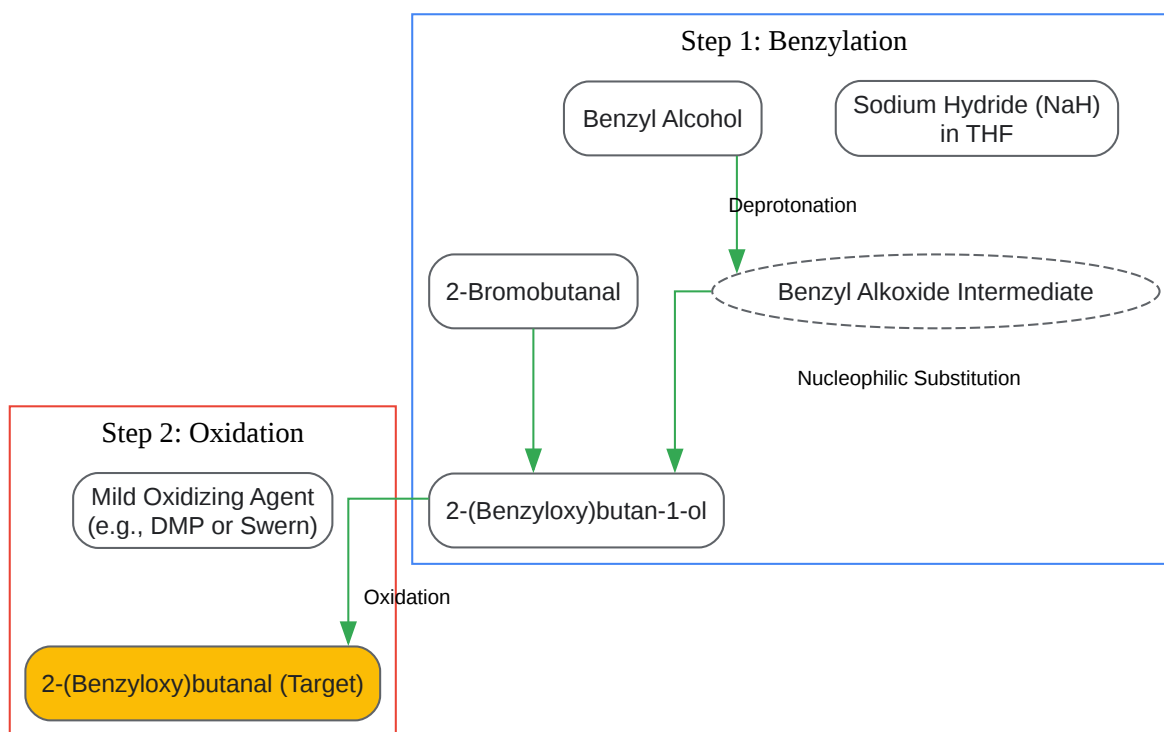 Step 1: Benzylation
Benzyl Alcohol
Sodium Hydride (NaH)
in THF
Deprotonation
2-Bromobutanal
Benzyl Alkoxide Intermediate
Nucleophilic Substitution
Step 2: Oxidation
Mild Oxidizing Agent
(e.g., DMP or Swern)
2-(Benzyloxy)butan-1-ol
Oxidation
2-(Benzyloxy)butanal (Target)